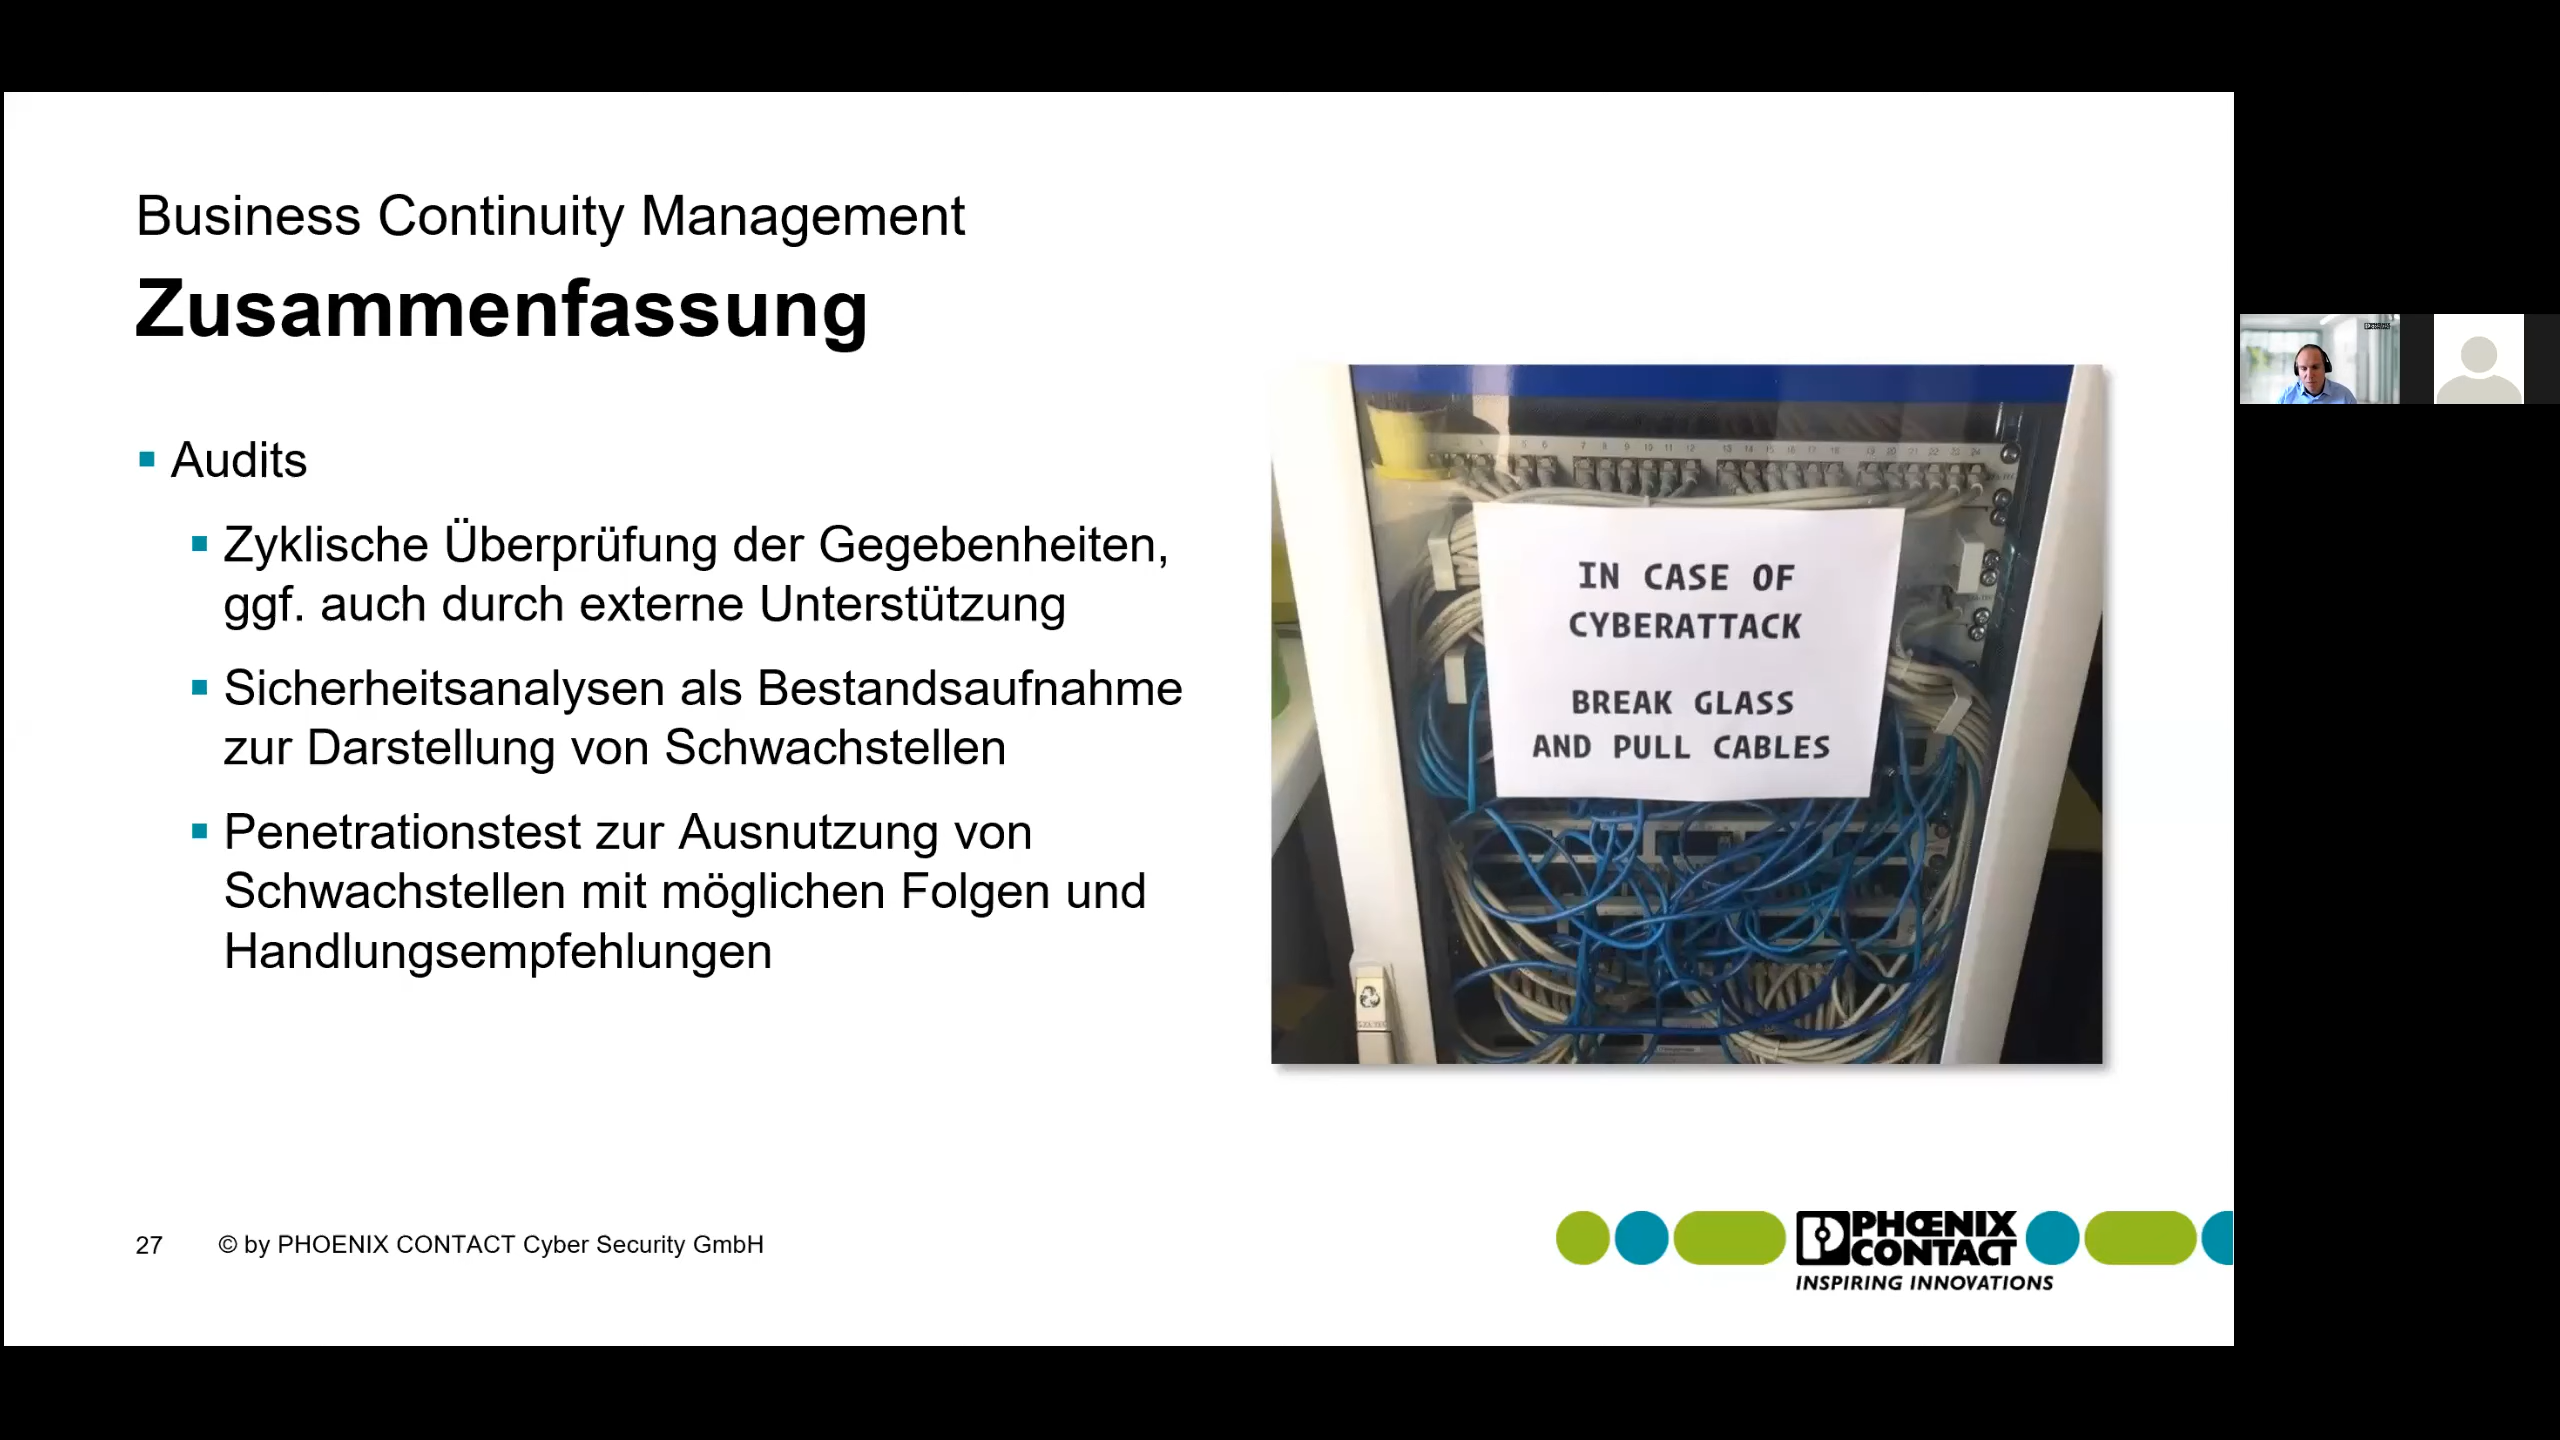 Business Continuity Management
Zusammenfassung
Audits
Zyklische Überprüfung der Gegebenheiten,
ggf. auch durch externe Unterstützung
Sicherheitsanalysen als Bestandsaufnahme
zur Darstellung von Schwachstellen
Penetrationstest zur Ausnutzung von
Schwachstellen mit möglichen Folgen und
Handlungsempfehlungen
IN CASE OF
CYBERATTACK
BREAK GLASS
AND PULL CABLES
27 © by PHOENIX CONTACT Cyber Security GmbH
PHŒNIX
CONTACT
INSPIRING INNOVATIONS